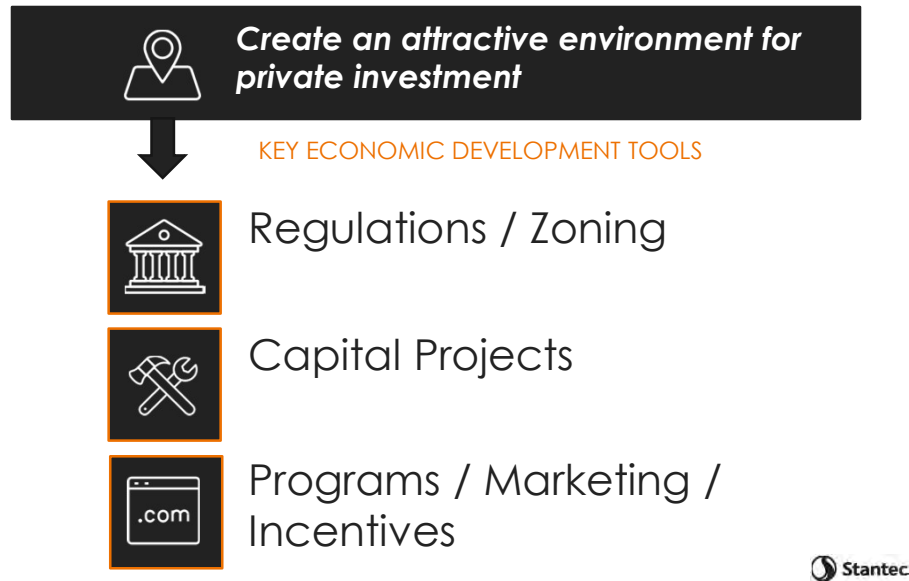 Create an attractive environment for
private investment
KEY ECONOMIC DEVELOPMENT TOOLS
Regulations / Zoning
Capital Projects
.com
Programs / Marketing /
Incentives
Stantec